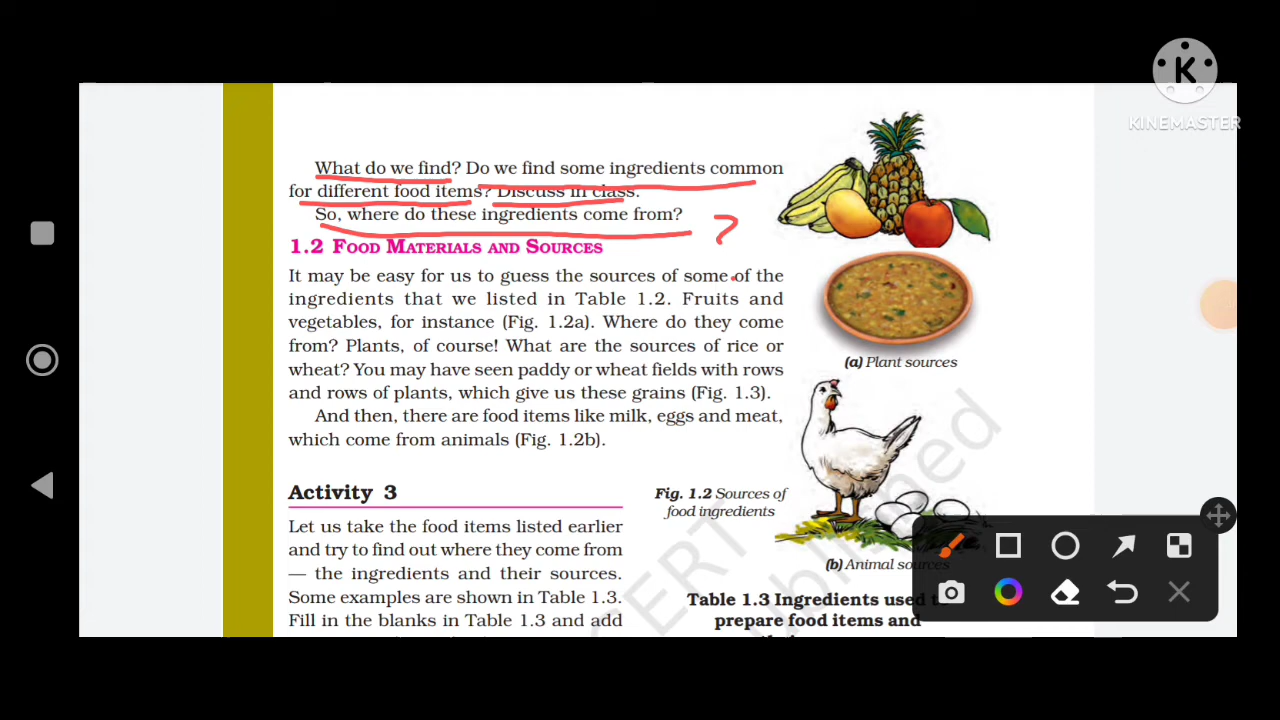 KINEMASTER
What do we find? Do we find some ingredients common
for different food items? Discuss in class.
So, where do these ingredients come from?
?
1.2 FOOD MATERIALS AND SOURCES
It may be easy for us to guess the sources of some of the
ingredients that we listed in Table 1.2. Fruits and
vegetables, for instance (Fig. 1.2a). Where do they come
from? Plants, of course! What are the sources of rice or
wheat? You may have seen paddy or wheat fields with rows
and rows of plants, which give us these grains (Fig. 1.3).
And then, there are food items like milk, eggs and meat,
which come from animals (Fig. 1.2b).
(a) Plant sources
Activity 3
Let us take the food items listed earlier
and try to find out where they come from
— the ingredients and their sources.
Some examples are shown in Table 1.3.
Fill in the blanks in Table 1.3 and add
Fig. 1.2 Sources of
food ingredients
(b) Animal sources
Table 1.3 Ingredients used to
prepare food items and